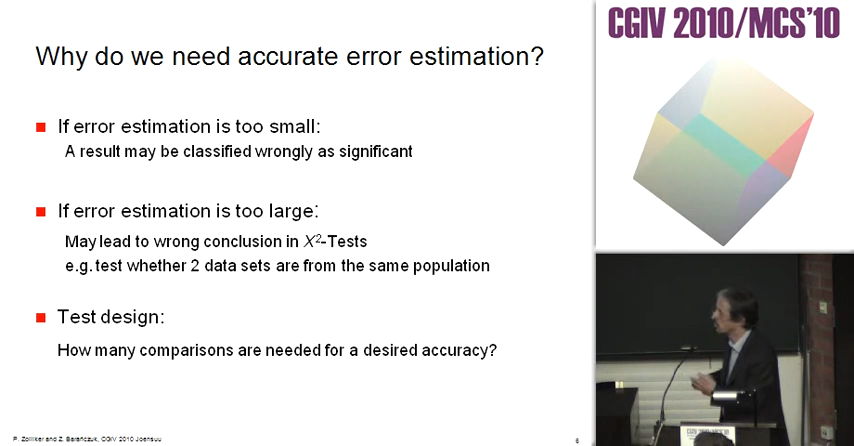 CGIV 2010/MCS'10
Why do we need accurate error estimation?
If error estimation is too small:
A result may be classified wrongly as significant
If error estimation is too large:
May lead to wrong conclusion in X²-Tests
e.g. test whether 2 data sets are from the same population
Test design:
How many comparisons are needed for a desired accuracy?
P. Zolliker and Z. Barańczuk, CGIV 2010 Joensuu